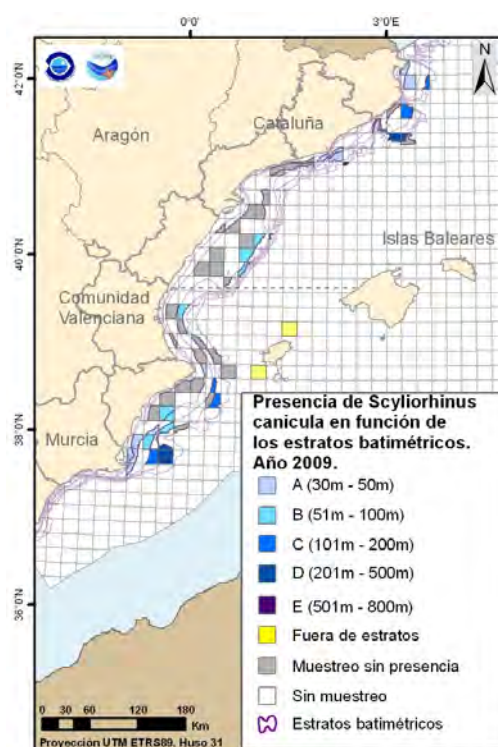 0°0' 3°0'E
42°0'N
N
Aragón
Cataluña
Islas Baleares
40°0'N
Comunidad
Valenciana
38°0'N
Murcia
36°0'N
Presencia de Scyliorhinus
canicula en función de
los estratos batimétricos.
Año 2009.
A (30m - 50m)
B (51m - 100m)
C (101m - 200m)
D (201m - 500m)
E (501m - 800m)
Fuera de estratos
Muestreo sin presencia
Sin muestreo
Estratos batimétricos
0 30 60 120 180
Km
Proyección UTM ETRS89. Huso 31